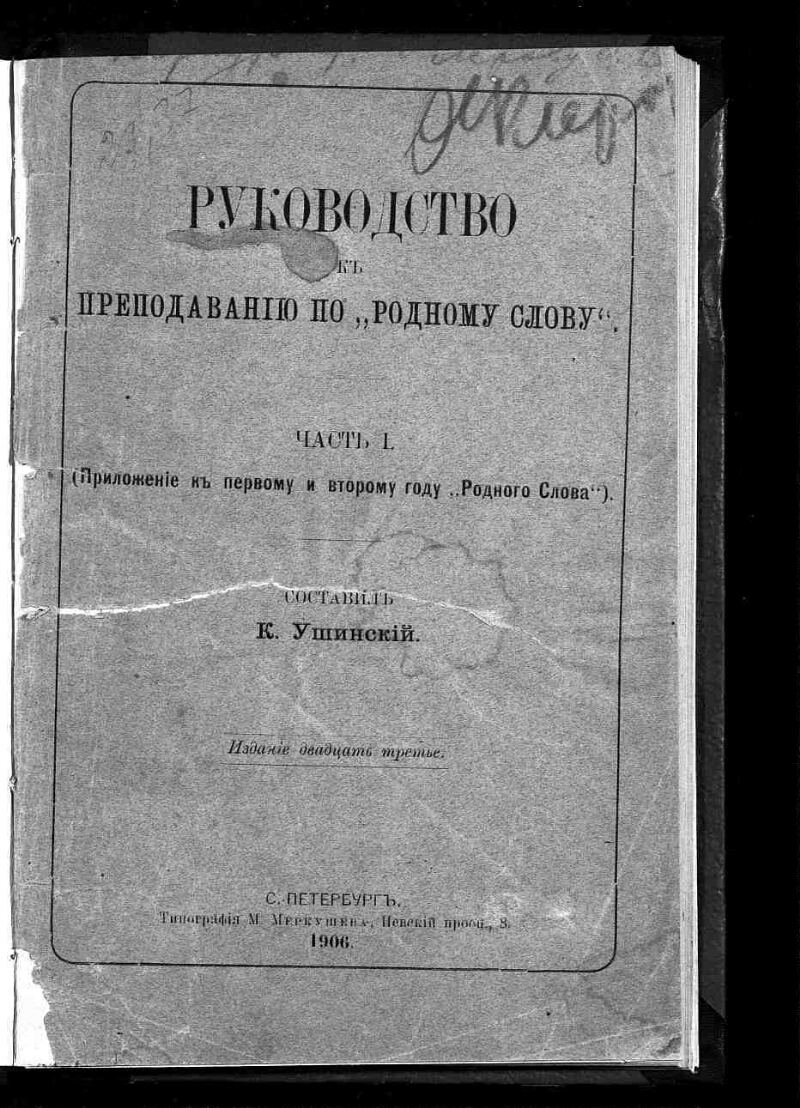 РУКОВОДСТВО
КЪ
ПРЕПОДАВАНІЮ ПО „РОДНОМУ СЛОВУ“.
ЧАСТЬ I.
(Приложеніе къ первому и второму году „Родного Слова“).
СОСТАВИЛЪ
К. Ушинскій.
Изданіе двадцать третье.
С.-ПЕТЕРБУРГЪ.
Типографія М. Меркушева, Невскій просп., 8.
1906.